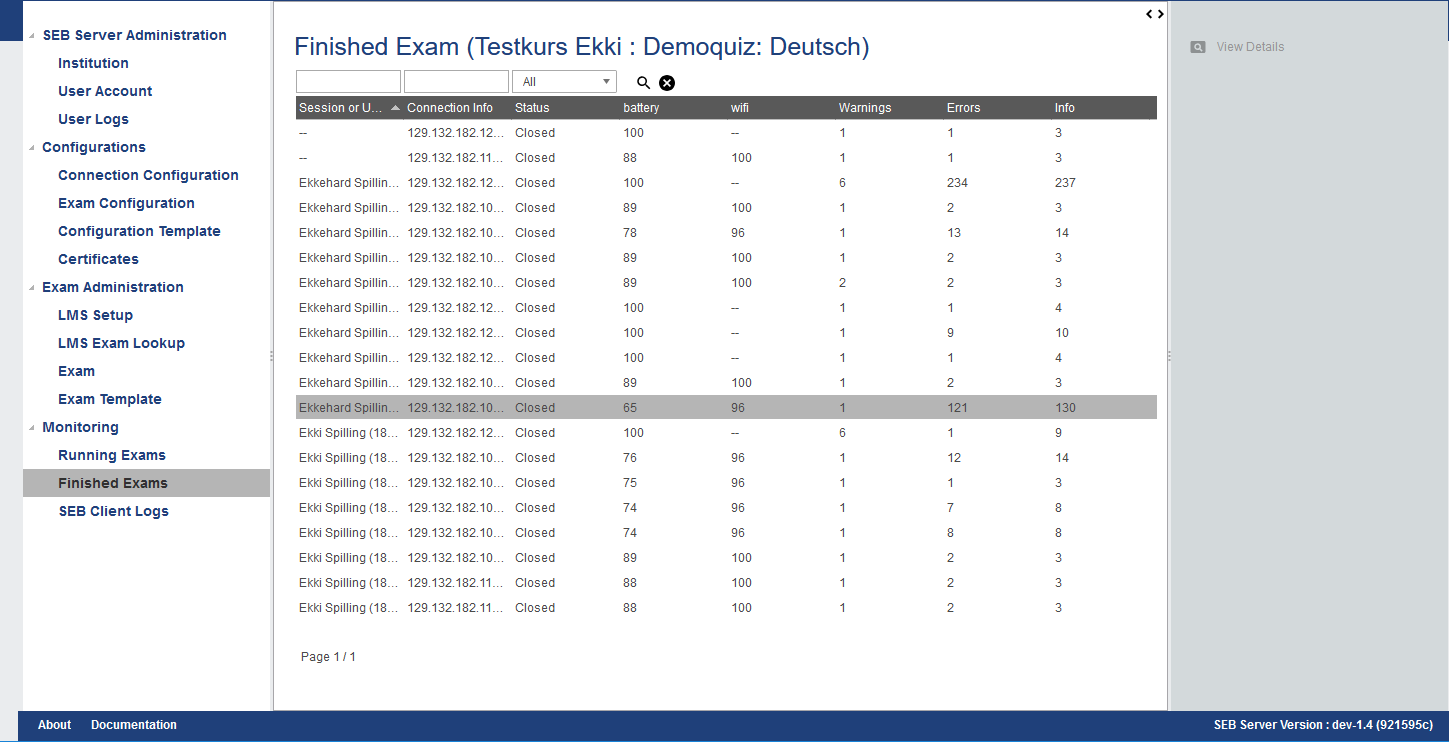 SEB Server Administration
Institution
User Account
User Logs
Configurations
Connection Configuration
Exam Configuration
Configuration Template
Certificates
Exam Administration
LMS Setup
LMS Exam Lookup
Exam
Exam Template
Monitoring
Running Exams
Finished Exams
SEB Client Logs
Finished Exam (Testkurs Ekki : Demoquiz: Deutsch)
All
Session or U... Connection Info Status battery wifi Warnings Errors Info
-- 129.132.182.12... Closed 100 -- 1 1 3
-- 129.132.182.11... Closed 88 100 1 1 3
Ekkehard Spillin... 129.132.182.12... Closed 100 -- 6 234 237
Ekkehard Spillin... 129.132.182.10... Closed 89 100 1 2 3
Ekkehard Spillin... 129.132.182.10... Closed 78 96 1 13 14
Ekkehard Spillin... 129.132.182.10... Closed 89 100 1 2 3
Ekkehard Spillin... 129.132.182.10... Closed 89 100 2 2 3
Ekkehard Spillin... 129.132.182.12... Closed 100 -- 1 1 4
Ekkehard Spillin... 129.132.182.12... Closed 100 -- 1 9 10
Ekkehard Spillin... 129.132.182.12... Closed 100 -- 1 1 4
Ekkehard Spillin... 129.132.182.10... Closed 89 100 1 2 3
Ekkehard Spillin... 129.132.182.10... Closed 65 96 1 121 130
Ekki Spilling (18... 129.132.182.12... Closed 100 -- 6 1 9
Ekki Spilling (18... 129.132.182.10... Closed 76 96 1 12 14
Ekki Spilling (18... 129.132.182.10... Closed 75 96 1 1 3
Ekki Spilling (18... 129.132.182.10... Closed 74 96 1 7 8
Ekki Spilling (18... 129.132.182.10... Closed 74 96 1 8 8
Ekki Spilling (18... 129.132.182.10... Closed 89 100 1 2 3
Ekki Spilling (18... 129.132.182.11... Closed 88 100 1 2 3
Ekki Spilling (18... 129.132.182.11... Closed 88 100 1 2 3
Page 1 / 1
View Details
About Documentation
SEB Server Version : dev-1.4 (921595c)